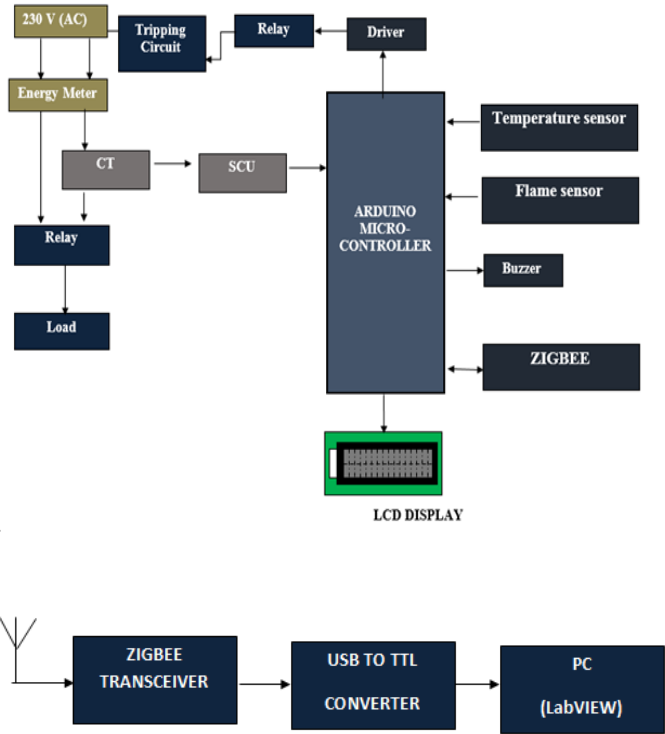 230 V (AC)
Tripping
Circuit
Relay
Driver
Energy Meter
Temperature sensor
CT
SCU
Flame sensor
ARDUINO
MICRO-
CONTROLLER
Relay
Buzzer
Load
ZIGBEE
LCD DISPLAY
ZIGBEE
TRANSCEIVER
USB TO TTL
CONVERTER
PC
(LabVIEW)